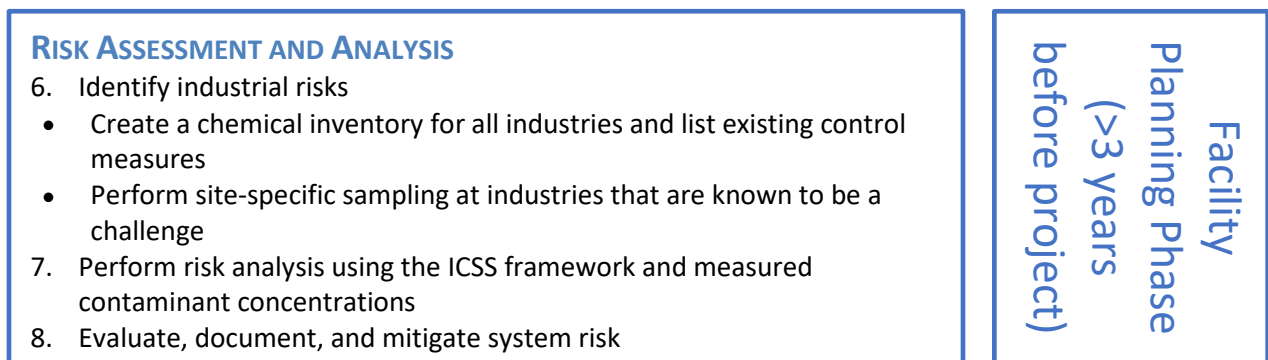 RISK ASSESSMENT AND ANALYSIS
6. Identify industrial risks
• Create a chemical inventory for all industries and list existing control
measures
• Perform site-specific sampling at industries that are known to be a
challenge
7. Perform risk analysis using the ICSS framework and measured
contaminant concentrations
8. Evaluate, document, and mitigate system risk
Facility
Planning Phase
(>3 years
before project)